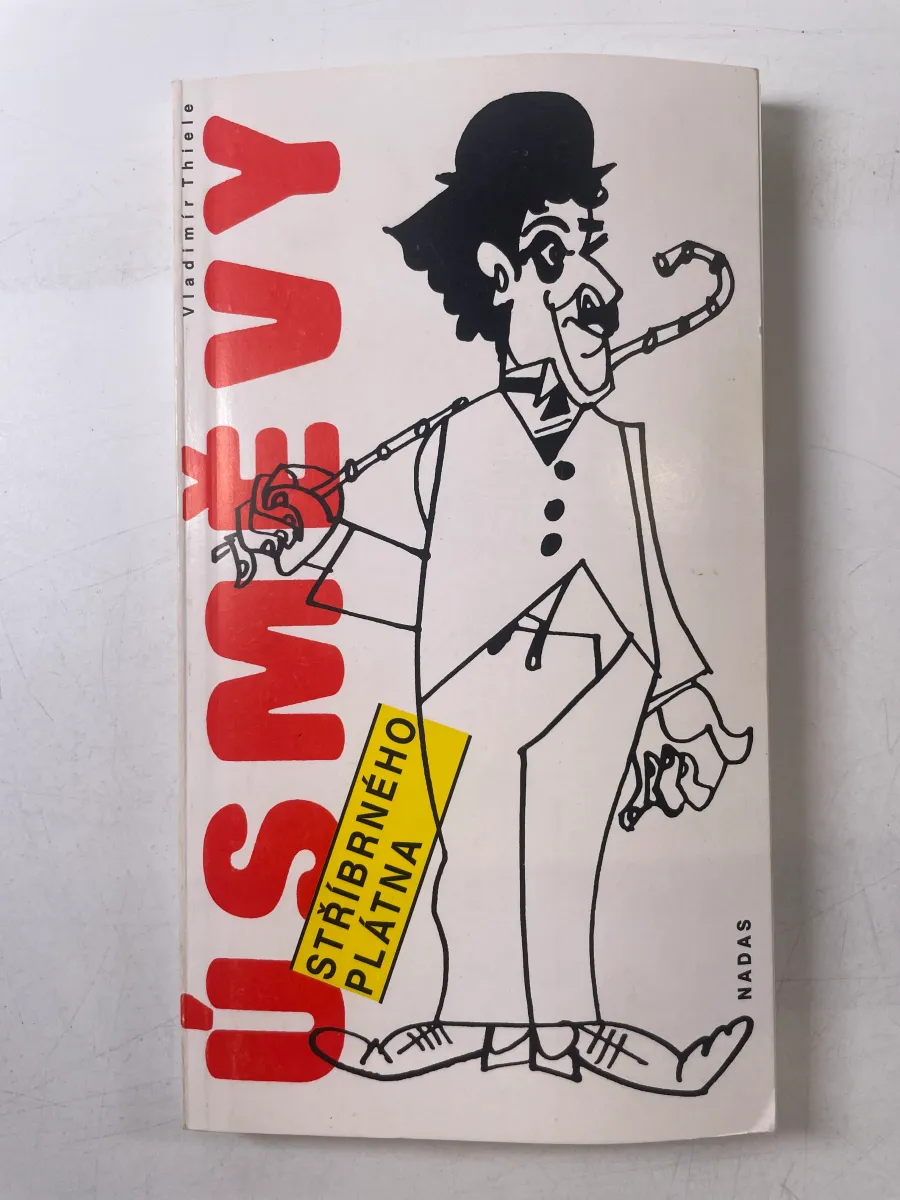 Vladimír Thiele
ÚSMĚVY
STŘÍBRNÉHO
PLÁTNA
NADAS